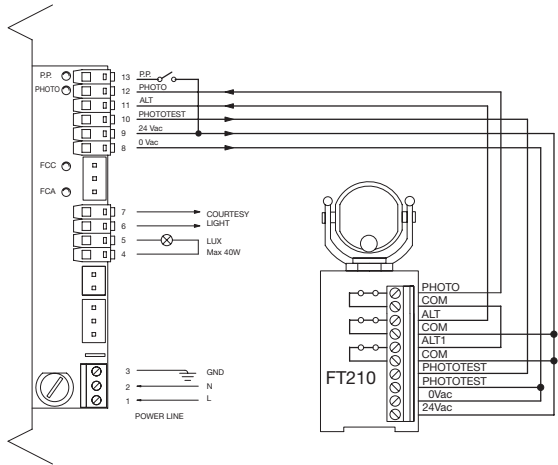 P.P.
PHOTO
13 P.P.
12 PHOTO
11 ALT
10 PHOTOTEST
9 24 Vac
8 0 Vac
FCC
FCA
7 COURTESY
6 LIGHT
5 LUX
4 Max 40W
3 GND
2 N
1 L
POWER LINE
FT210
PHOTO
COM
ALT
COM
ALT1
COM
PHOTOTEST
PHOTOTEST
0Vac
24Vac